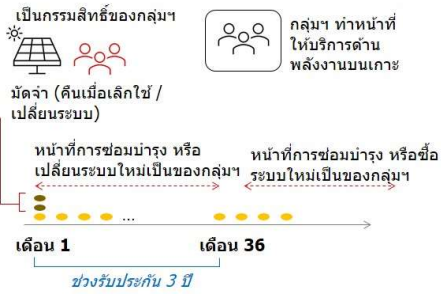 เป็นกรรมสิทธิ์ของกลุ่มฯ
กลุ่มฯ ทำหน้าที่
ให้บริการด้าน
พลังงานบนเกาะ
มัดจำ (คืนเมื่อเลิกใช้ /
เปลี่ยนระบบ)
หน้าที่การซ่อมบำรุง หรือ
เปลี่ยนระบบใหม่เป็นของกลุ่มฯ
หน้าที่การซ่อมบำรุง หรือซื้อ
ระบบใหม่เป็นของกลุ่มฯ
...
เดือน 1
เดือน 36
ช่วงรับประกัน 3 ปี